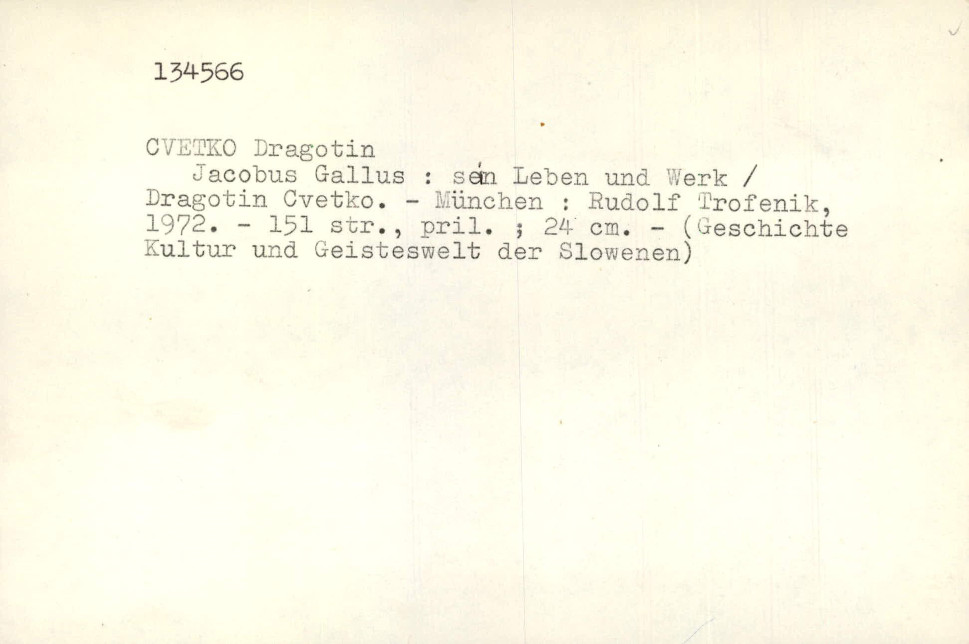 134566
CVETKO Dragotin
Jacobus Gallus : sein Leben und Werk /
Dragotin Cvetko. - München : Rudolf Trofenik,
1972. - 151 str., pril. ; 24 cm. - (Geschichte
Kultur und Geisteswelt der Slowenen)